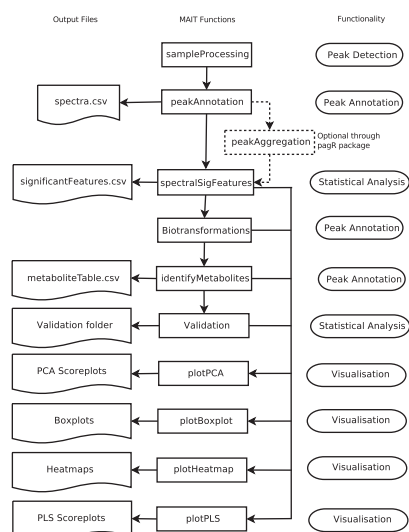 Output Files MAIT Functions Functionality
sampleProcessing Peak Detection
spectra.csv peakAnnotation Peak Annotation
peakAggregation Optional through
pagR package
significantFeatures.csv spectralSigFeatures Statistical Analysis
Biotransformations Peak Annotation
metaboliteTable.csv identifyMetabolites Peak Annotation
Validation folder Validation Statistical Analysis
PCA Scoreplots plotPCA Visualisation
Boxplots plotBoxplot Visualisation
Heatmaps plotHeatmap Visualisation
PLS Scoreplots plotPLS Visualisation